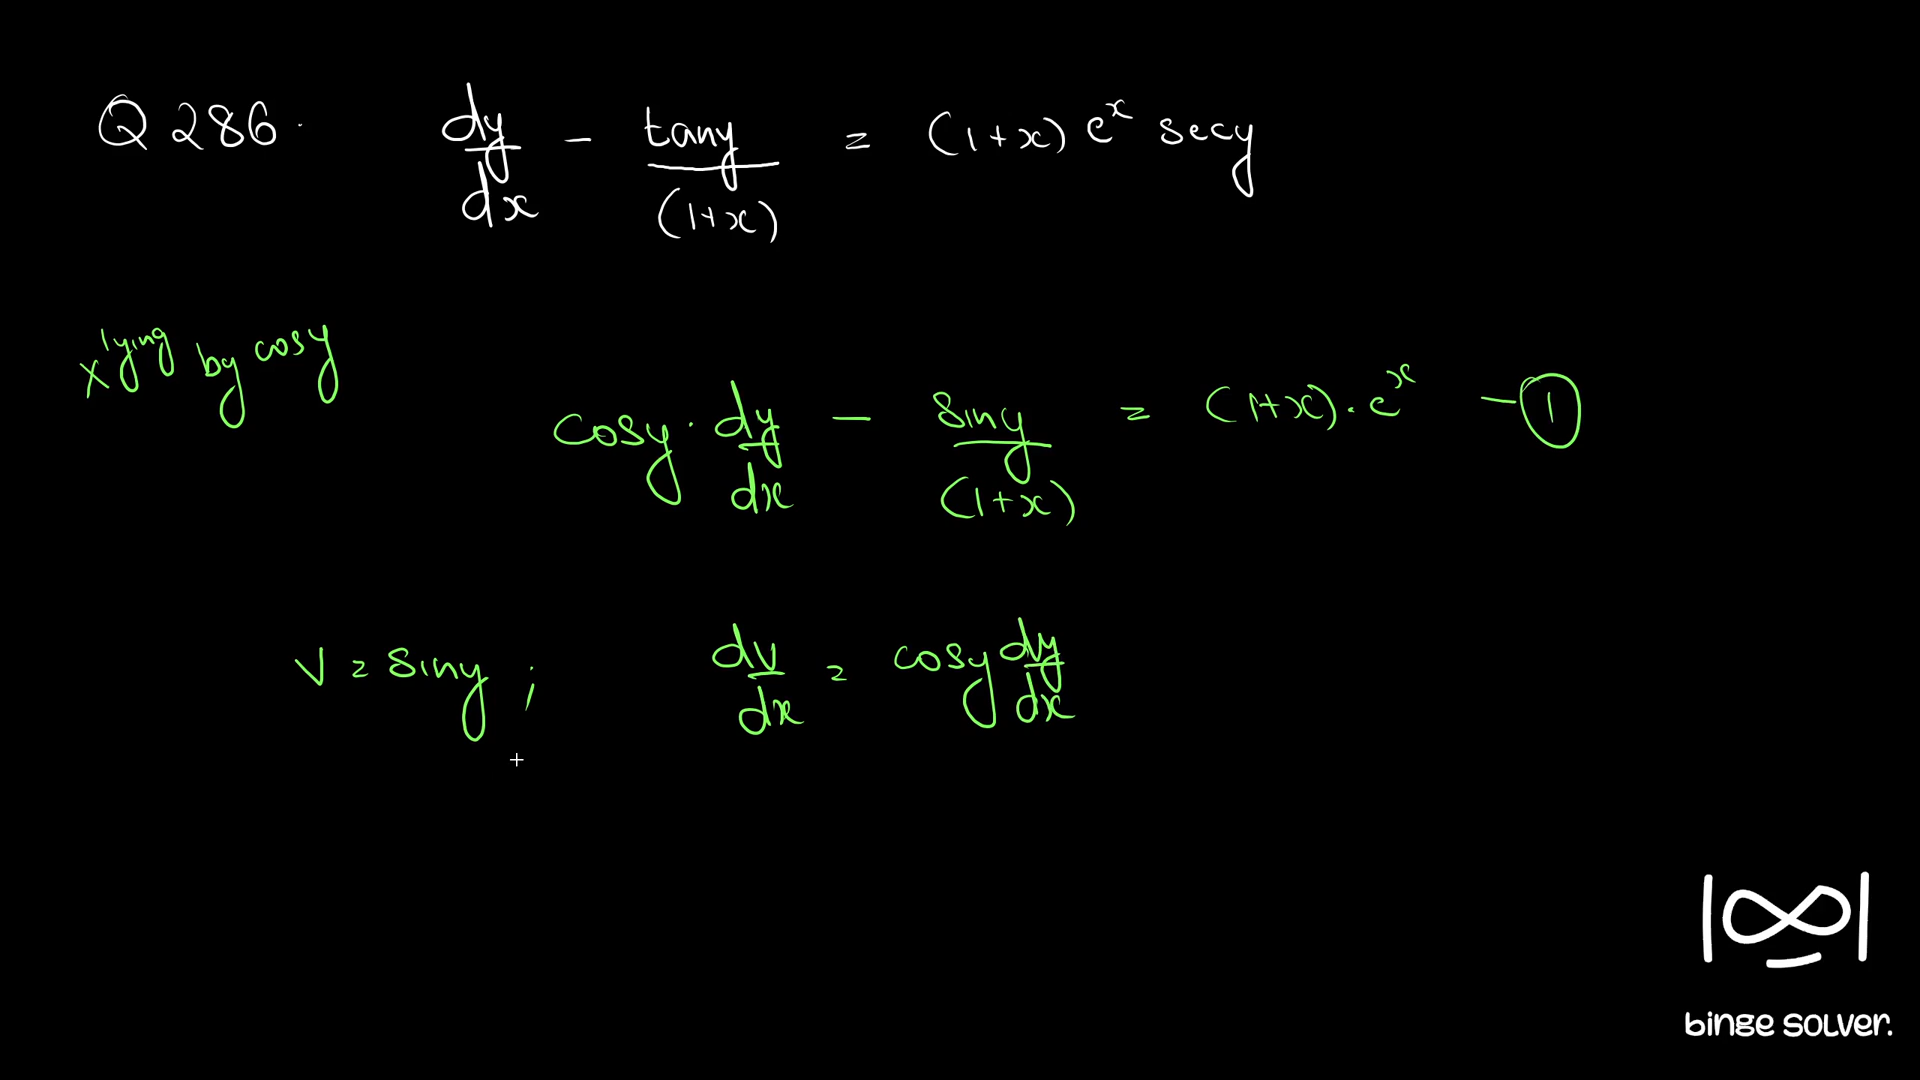 Q 286. dy/dx - tany/(1+x) = (1+x) e^x secy
x^lying by cosy
cosy · dy/dx - siny/(1+x) = (1+x) · e^x - ①
v = siny ; dv/dx = cosy dy/dx
binge solver.